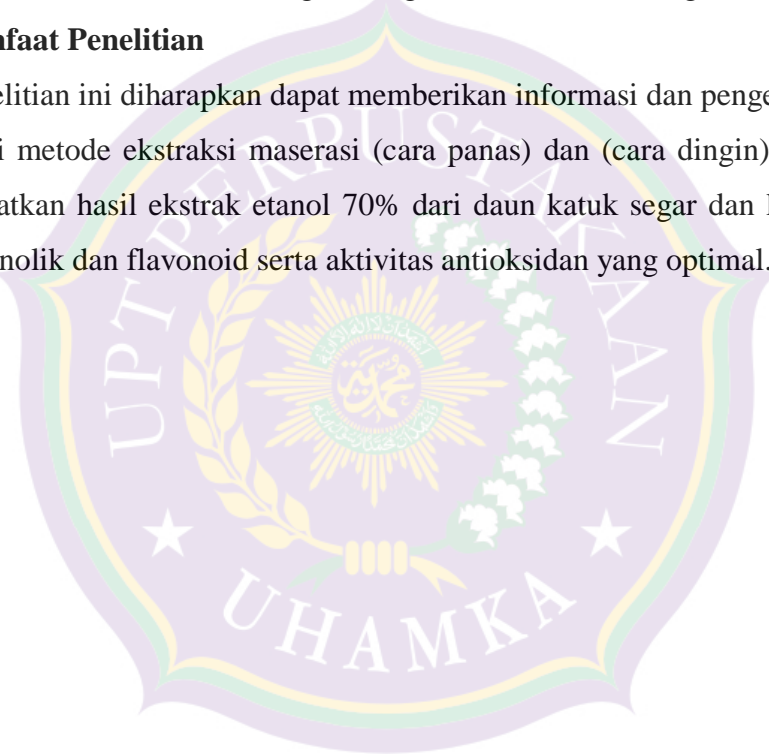 nfaat Penelitian
elitian ini diharapkan dapat memberikan informasi dan penge
i metode ekstraksi maserasi (cara panas) dan (cara dingin)
atkan hasil ekstrak etanol 70% dari daun katuk segar dan
nolik dan flavonoid serta aktivitas antioksidan yang optimal.
UPT PERPUSTAKAAN
UHAMKA